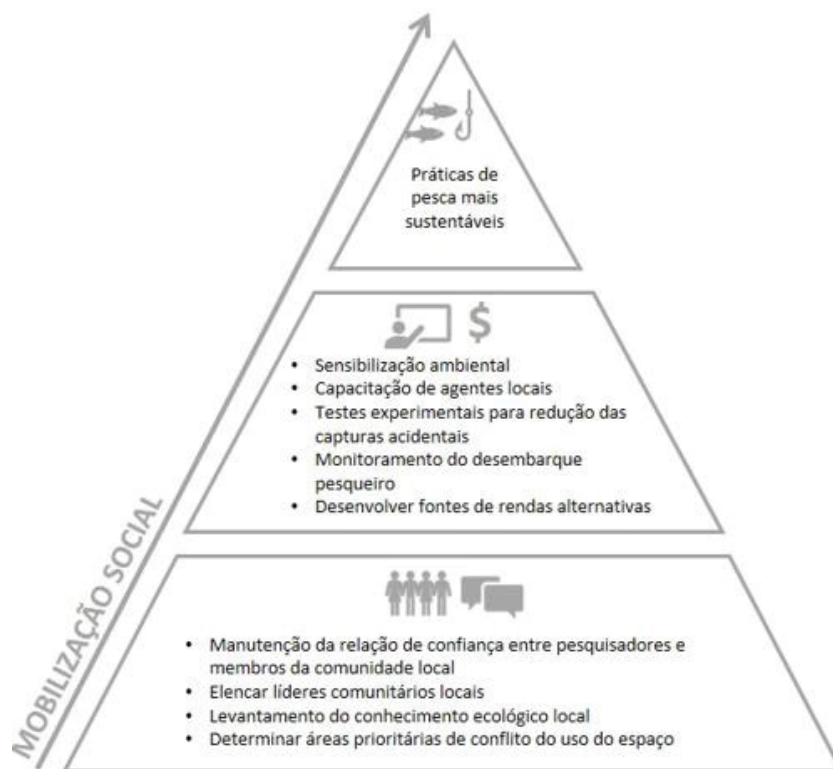 Práticas de
pesca mais
sustentáveis
$
• Sensibilização ambiental
• Capacitação de agentes locais
• Testes experimentais para redução das
capturas acidentais
• Monitoramento do desembarque
pesqueiro
• Desenvolver fontes de rendas alternativas
MOBILIZAÇÃO SOCIAL
• Manutenção da relação de confiança entre pesquisadores e
membros da comunidade local
• Elencar líderes comunitários locais
• Levantamento do conhecimento ecológico local
• Determinar áreas prioritárias de conflito do uso do espaço